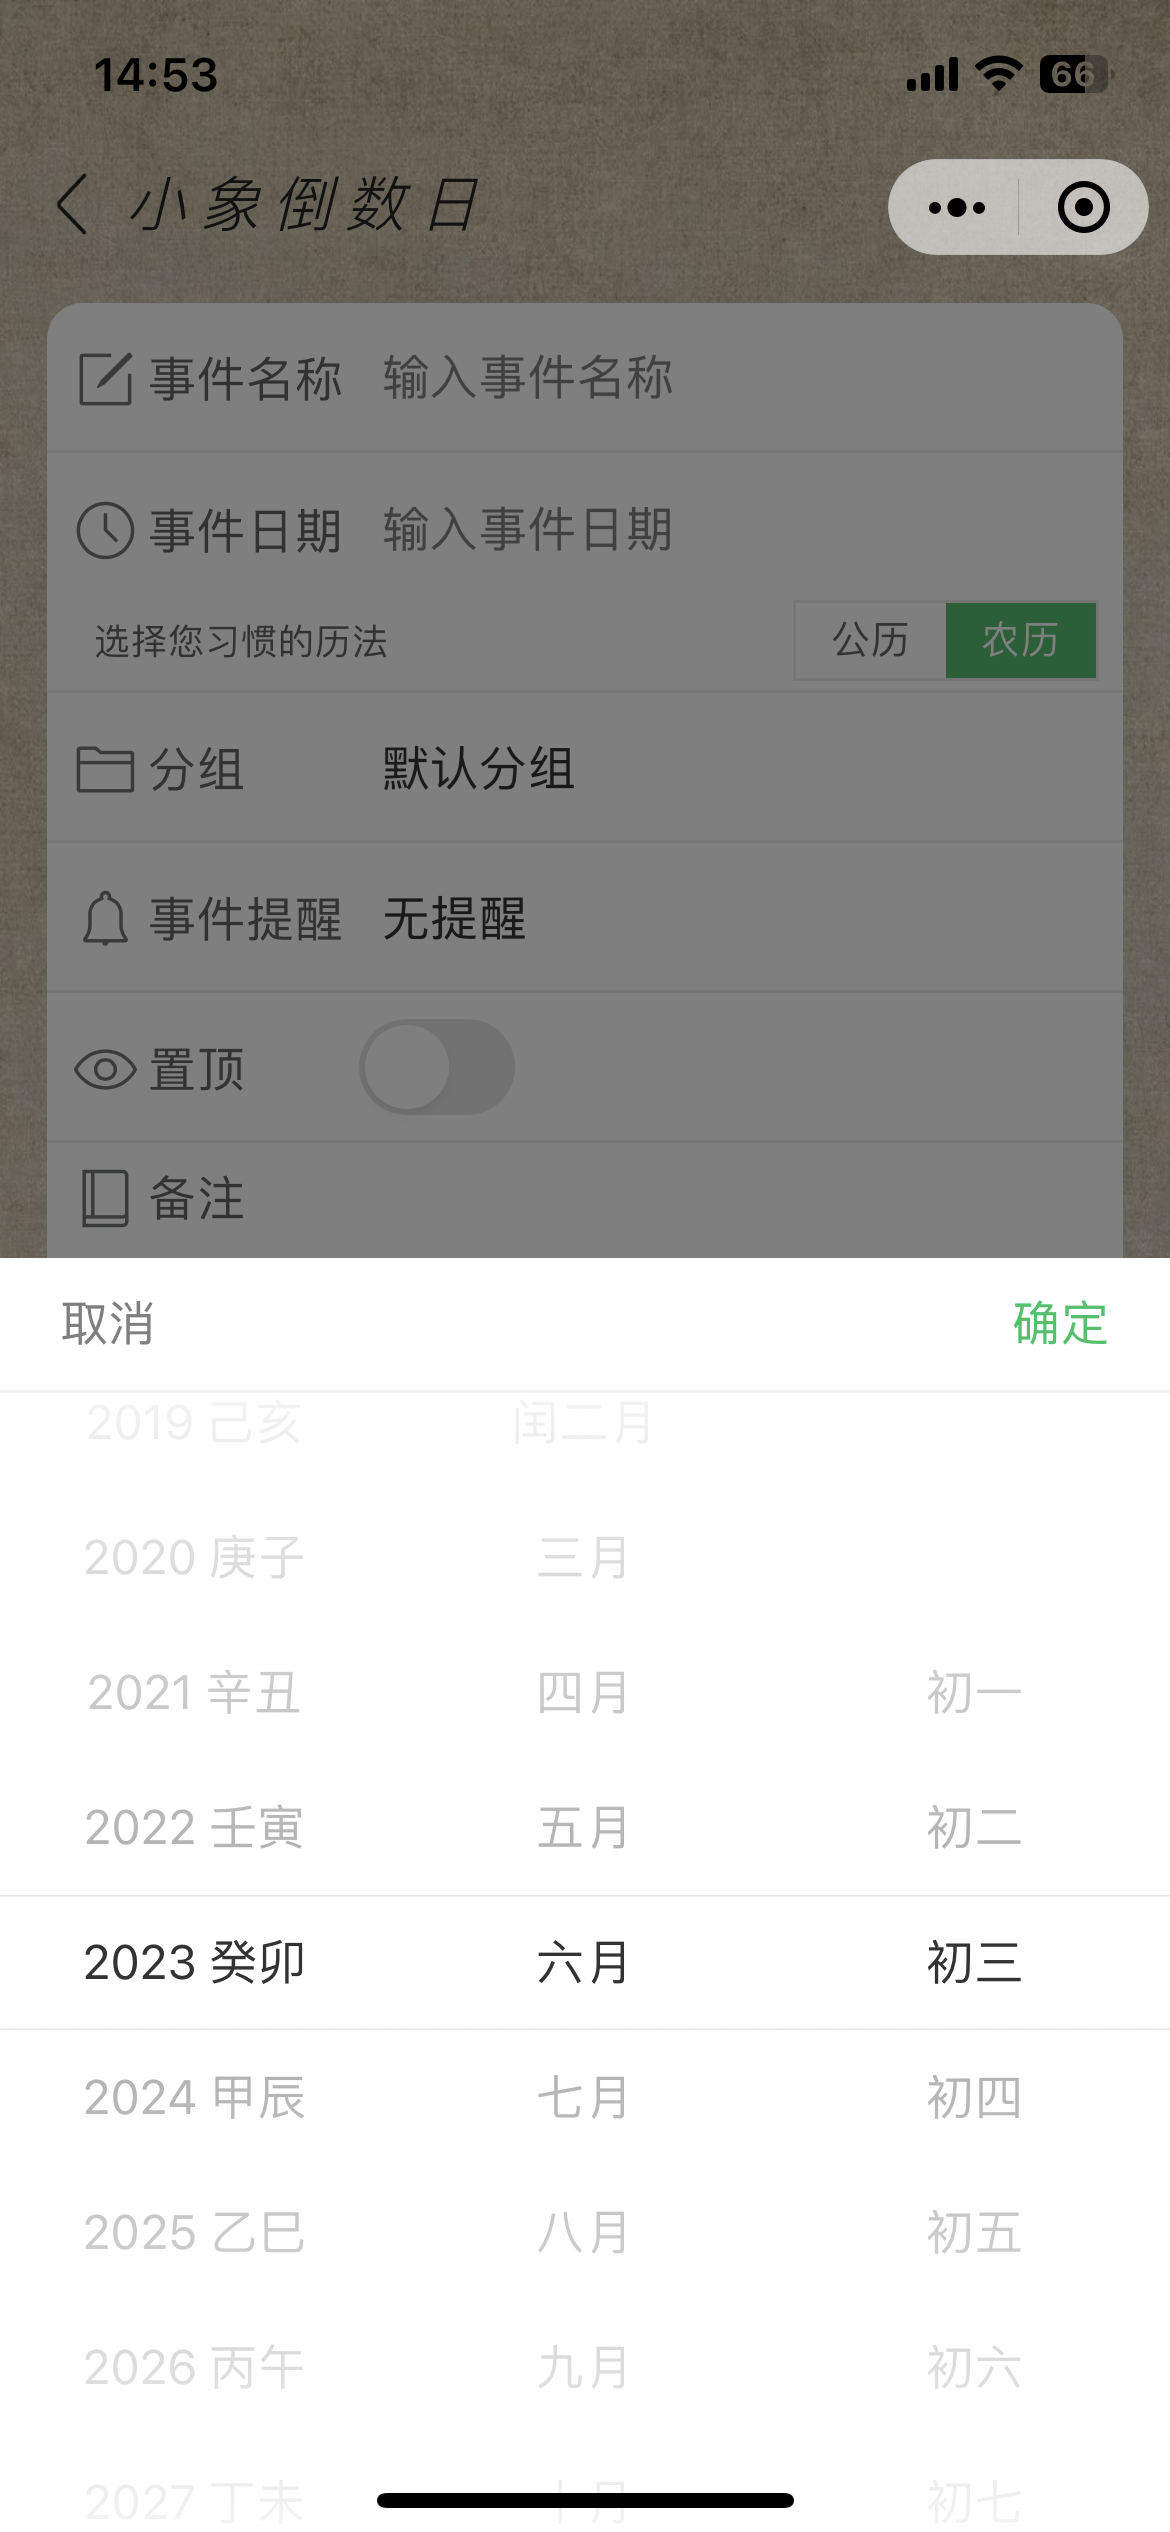 14:53
66
小象倒数日
事件名称 输入事件名称
事件日期 输入事件日期
选择您习惯的历法 公历 农历
分组 默认分组
事件提醒 无提醒
置顶
备注
取消 确定
2019 己亥 闰二月
2020 庚子 三月
2021 辛丑 四月 初一
2022 壬寅 五月 初二
2023 癸卯 六月 初三
2024 甲辰 七月 初四
2025 乙巳 八月 初五
2026 丙午 九月 初六
2027 丁未 十月 初七